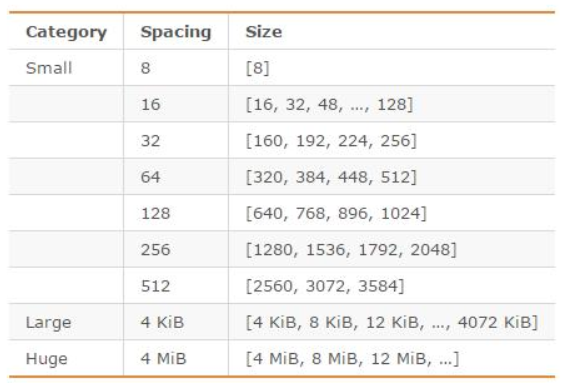 Category Spacing Size
Small 8 [8]
16 [16, 32, 48, ..., 128]
32 [160, 192, 224, 256]
64 [320, 384, 448, 512]
128 [640, 768, 896, 1024]
256 [1280, 1536, 1792, 2048]
512 [2560, 3072, 3584]
Large 4 KiB [4 KiB, 8 KiB, 12 KiB, ..., 4072 KiB]
Huge 4 MiB [4 MiB, 8 MiB, 12 MiB, ...]